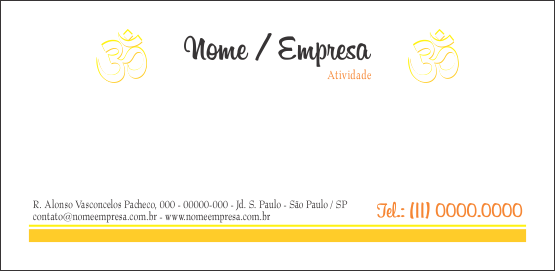 ॐ
ॐ
Nome / Empresa
Atividade
R. Alonso Vasconcelos Pacheco, 000 - 00000-000 - Jd. S. Paulo - São Paulo / SP
contato@nomeempresa.com.br - www.nomeempresa.com.br
Tel.: (11) 0000.0000